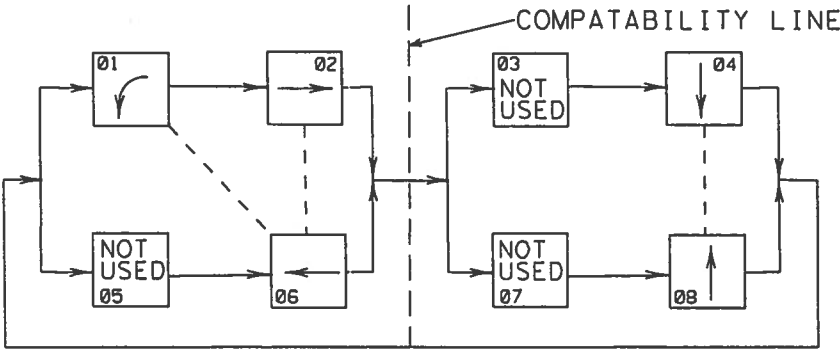 COMPATABILITY LINE
01
02
03
NOT
USED
04
NOT
USED
05
06
NOT
USED
07
08